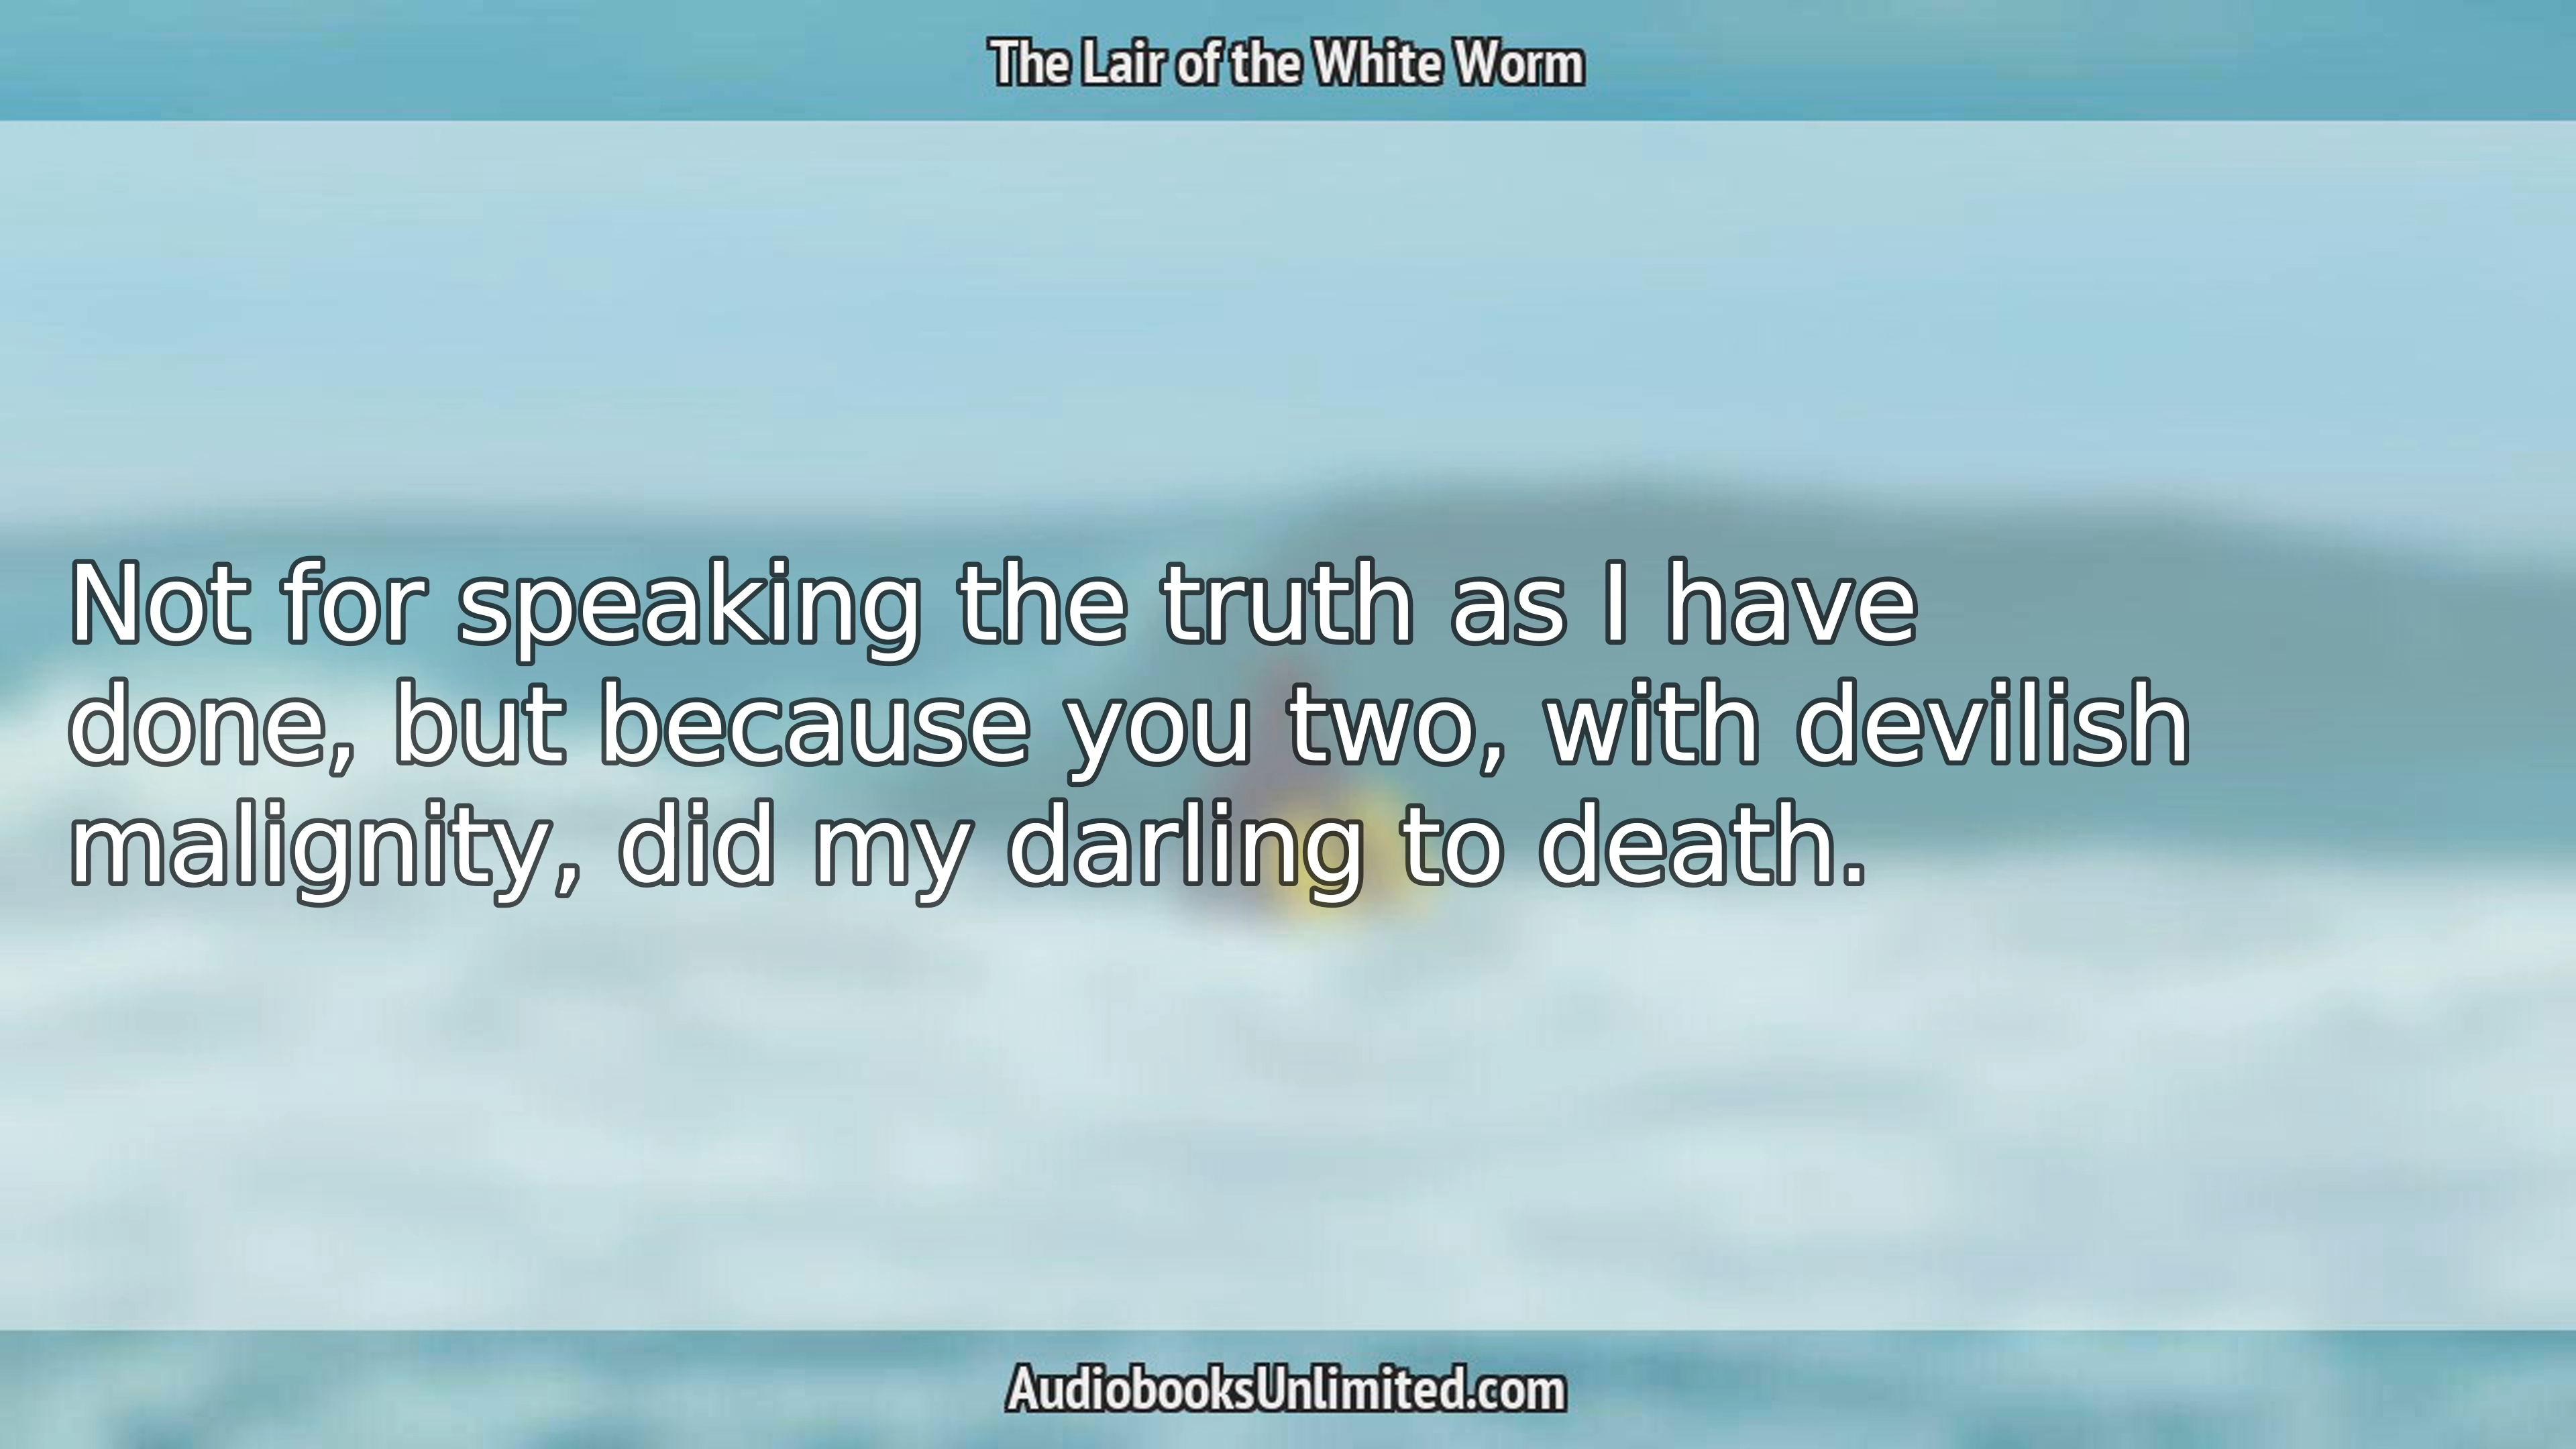 The Lair of the White Worm
Not for speaking the truth as I have
done, but because you two, with devilish
malignity, did my darling to death.
AudiobooksUnlimited.com